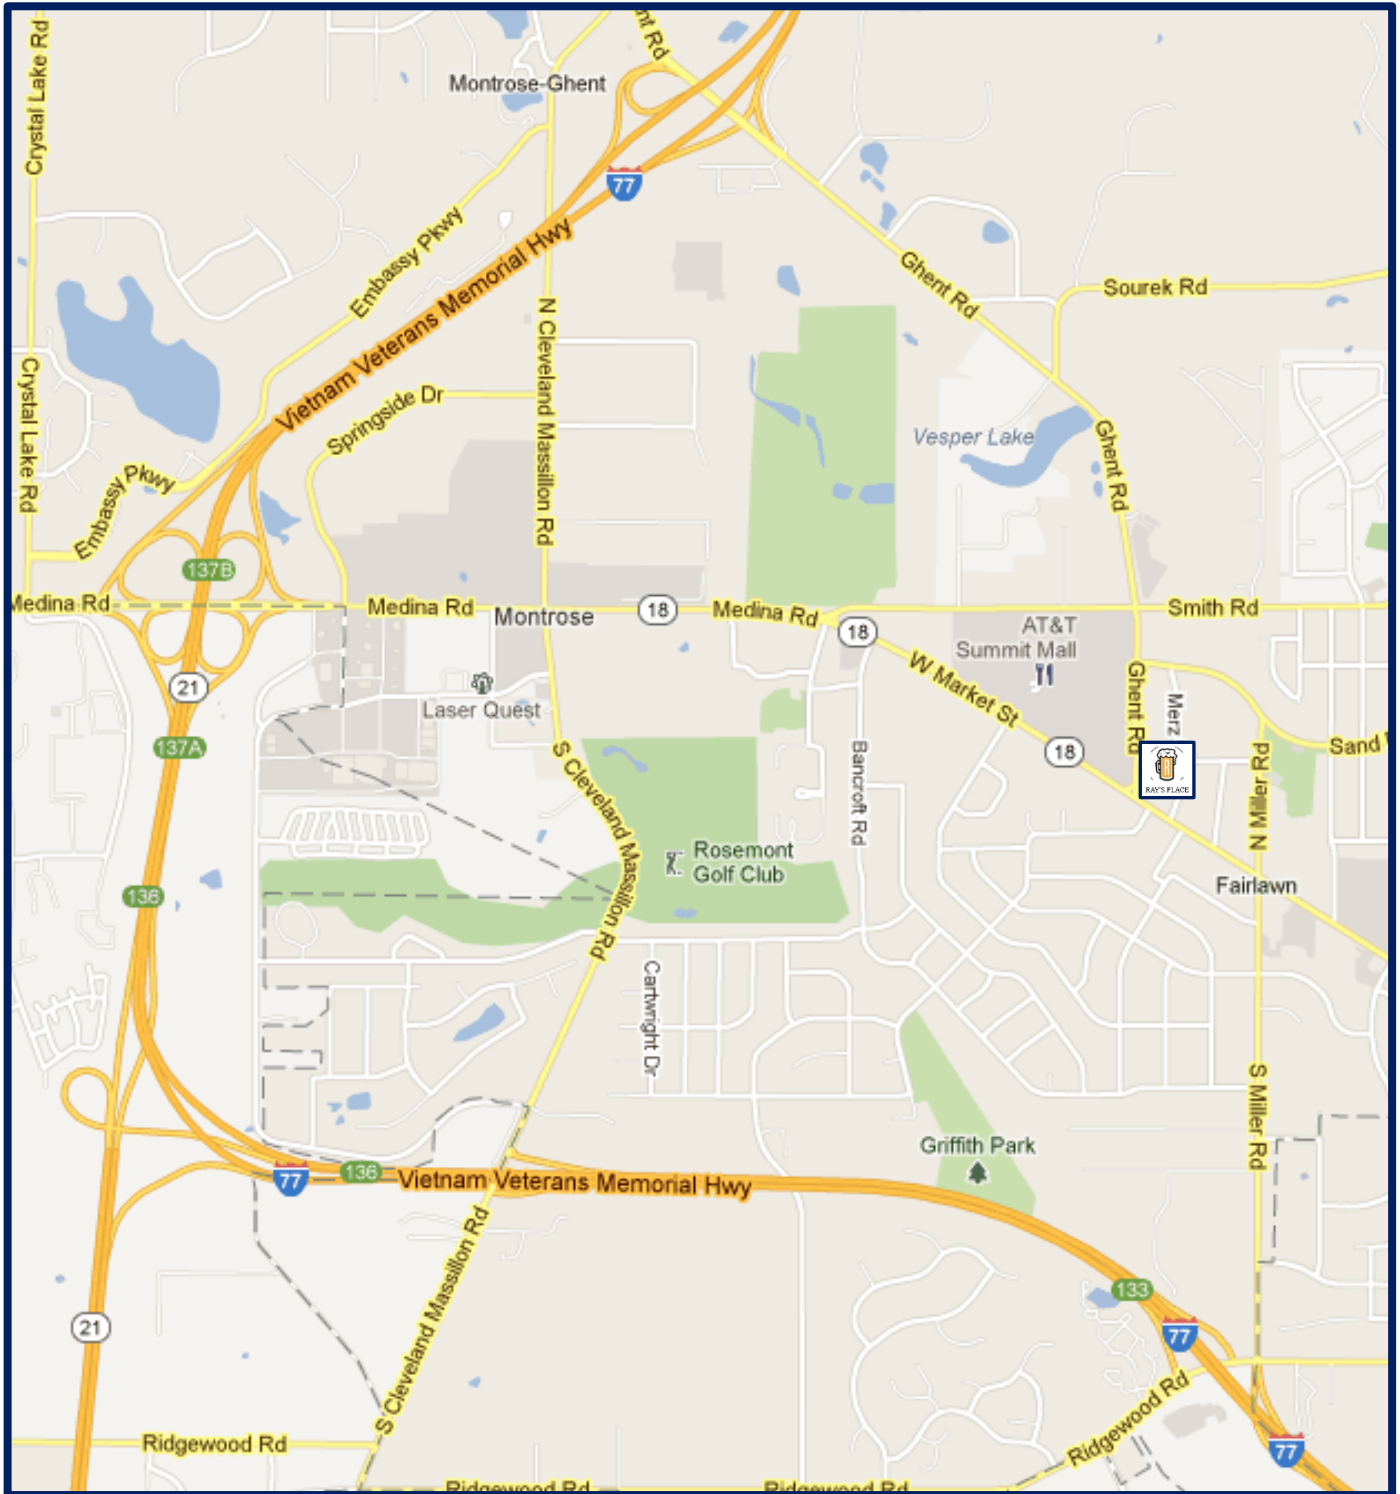 Crystal Lake Rd
nt Rd
Montrose-Ghent
77
Embassy Pkwy
Vietnam Veterans Memorial Hwy
Ghent Rd
Sourek Rd
N Cleveland Massillon Rd
Crystal Lake Rd
Springside Dr
Vesper Lake
Ghent Rd
Embassy Pkwy
137B
Medina Rd
Medina Rd
Montrose
18
Medina Rd
18
Smith Rd
AT&T
Summit Mall
W Market St
Ghent Rd
Merz
21
Laser Quest
137A
S Cleveland Massillon Rd
Bancroft Rd
18
RAY'S PLACE
N Miller Rd
Sand
Rosemont
Golf Club
136
Fairlawn
Cartwright Dr
S Miller Rd
Griffith Park
77
136
Vietnam Veterans Memorial Hwy
S Cleveland Massillon Rd
133
77
21
Ridgewood Rd
Ridgewood Rd
77
Ridgewood Rd
Ridgewood Rd